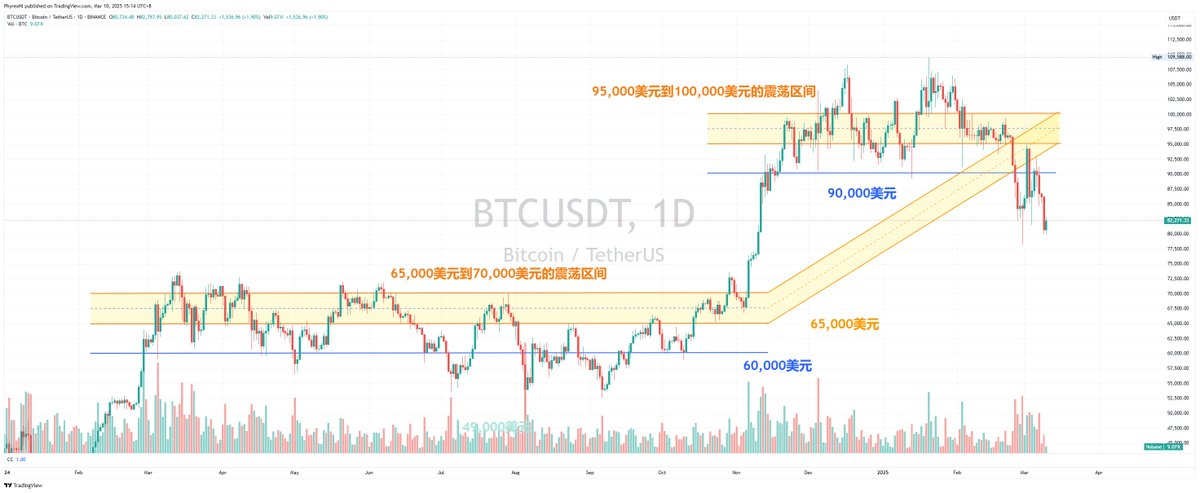 PhyrexNi published on TradingView.com, Mar 10, 2025 15:14 UTC+8
BTCUSDT · Bitcoin / TetherUS · 1D · BINANCE O80,734.48 H82,797.95 L80,037.62 C82,271.33 +1,536.96 (+1.90%) Vol9.07K +1,536.96 (+1.90%)
Vol · BTC 9.07K
USDT
112,500.00
High 109,588.00
107,500.00
105,000.00
102,500.00
95,000美元到100,000美元的震荡区间
100,000.00
97,500.00
95,000.00
92,500.00
90,000.00
90,000美元
87,500.00
85,000.00
BTCUSDT, 1D
82,271.33
80,000.00
Bitcoin / TetherUS
77,500.00
75,000.00
65,000美元到70,000美元的震荡区间
72,500.00
70,000.00
67,500.00
65,000美元
65,000.00
62,500.00
60,000.00
60,000美元
57,500.00
55,000.00
52,500.00
50,000.00
49,000美元
47,500.00
Volume 9.07K
CC 1.00
24 Feb Mar Apr May Jun Jul Aug Sep Oct Nov Dec 2025 Feb Mar Apr
TradingView